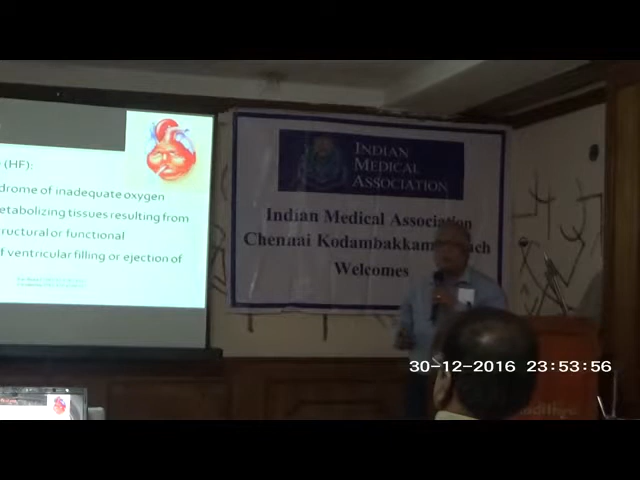 (HF):
drome of inadequate oxygen
etabolizing tissues resulting from
tructural or functional
f ventricular filling or ejection of
INDIAN
MEDICAL
ASSOCIATION
Indian Medical Association
Chennai Kodambakkam
Welcomes
30-12-2016 23:53:56